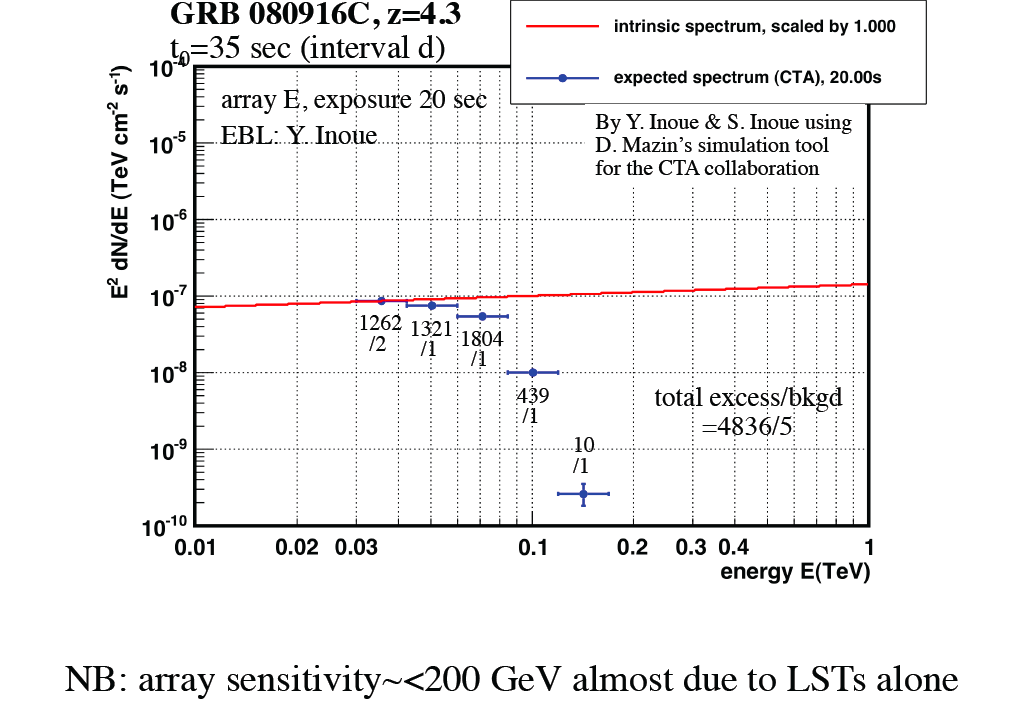 GRB 080916C, z=4.3
t0=35 sec (interval d)
intrinsic spectrum, scaled by 1.000
expected spectrum (CTA), 20.00s
array E, exposure 20 sec
EBL: Y. Inoue
By Y. Inoue & S. Inoue using
D. Mazin's simulation tool
for the CTA collaboration
E2 dN/dE (TeV cm-2 s-1)
10-4
10-5
10-6
10-7
10-8
10-9
10-10
1262
/2
1321
/1
1804
/1
439
/1
10
/1
total excess/bkgd
=4836/5
0.01 0.02 0.03 0.1 0.2 0.3 0.4 1
energy E(TeV)
NB: array sensitivity~<200 GeV almost due to LSTs alone